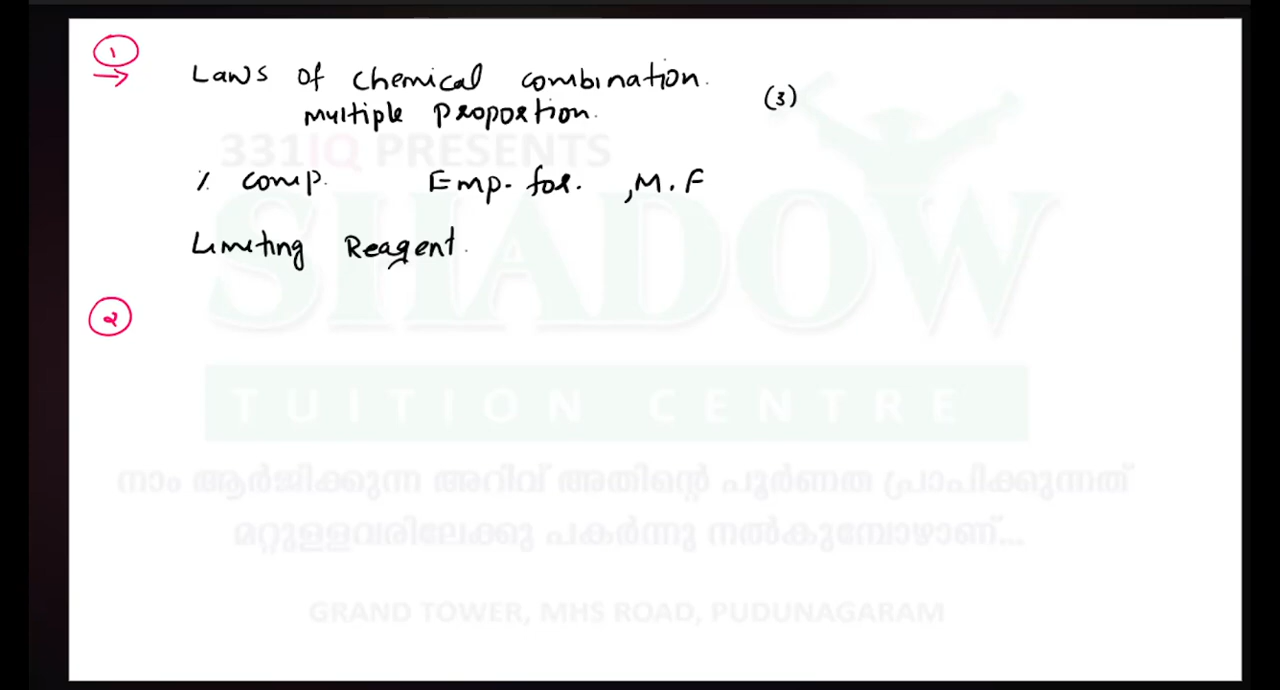 1
Laws of chemical combination.
multiple proportion. (3)
331IQ PRESENTS
% comp. Emp. for. , M. F
SHADOW
Limiting Reagent.
2
TUITION CENTRE
നാം ആർജിക്കുന്ന അറിവ് അതിന്റെ പൂർണത പ്രാപിക്കുന്നത്
മറ്റുള്ളവരിലേക്കു പകർന്നു നൽകുമ്പോഴാണ്...
GRAND TOWER, MHS ROAD, PUDUNAGARAM